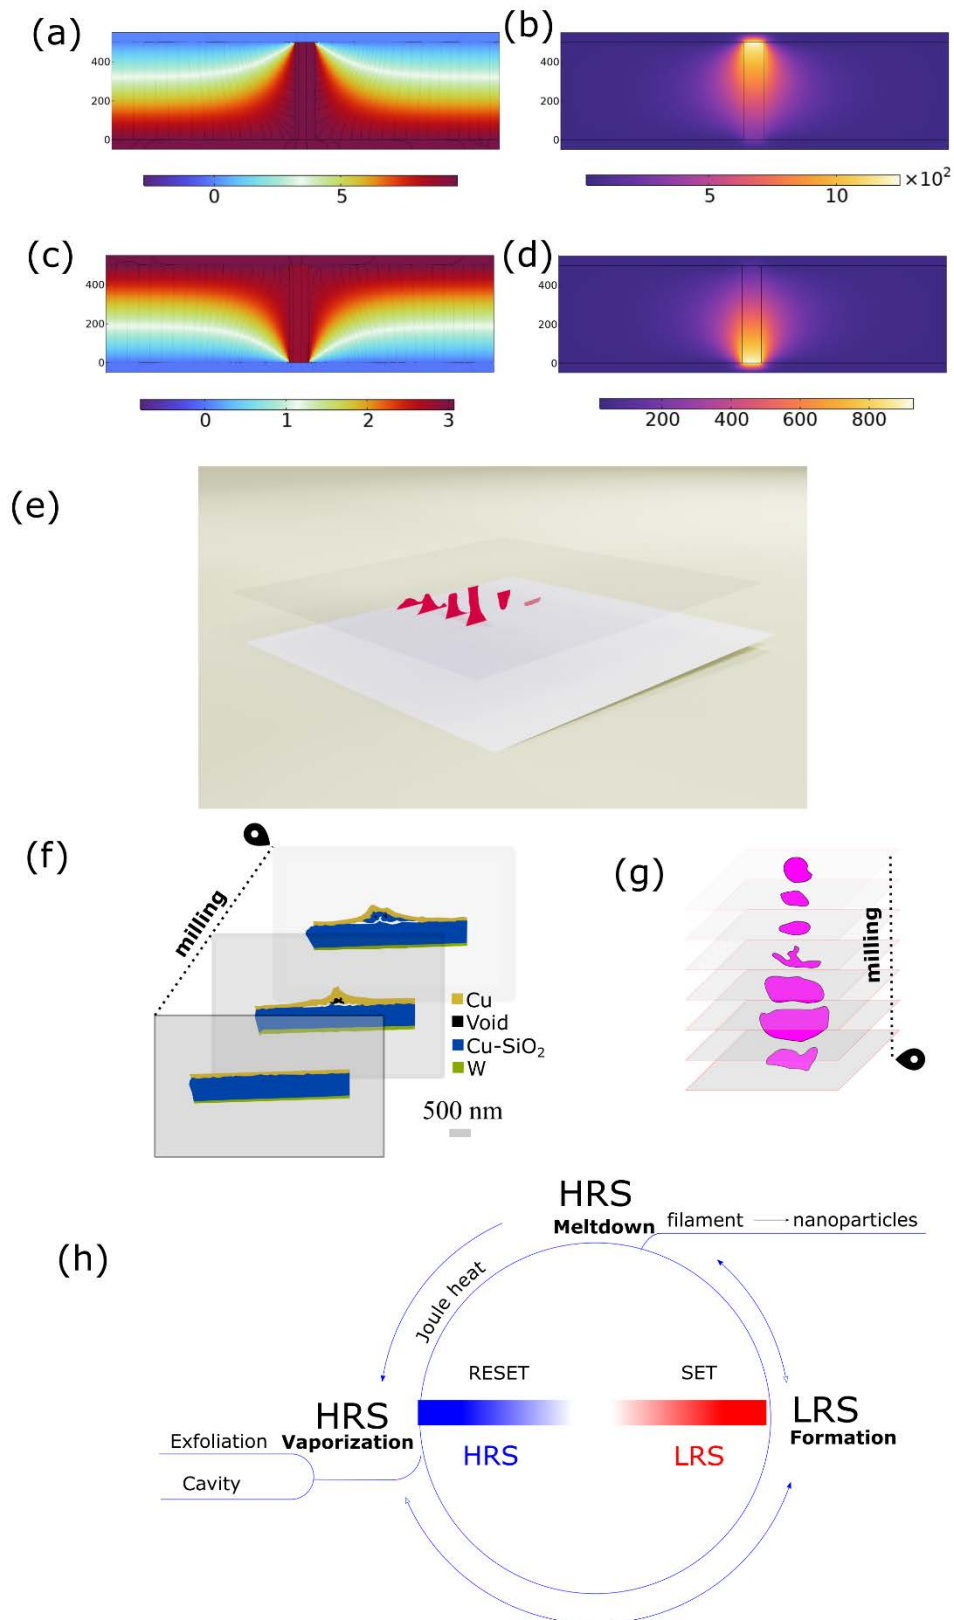 (a)
400
200
0
0 5
(b)
400
200
0
5 10 ×10²
(c)
400
200
0
0 1 2 3
(d)
400
200
0
200 400 600 800
(e)
(f)
milling
Cu
Void
Cu-SiO₂
W
500 nm
(g)
milling
(h)
HRS
Meltdown
filament nanoparticles
Joule heat
RESET SET
HRS
Vaporization
LRS
Formation
HRS LRS
Exfoliation
Cavity